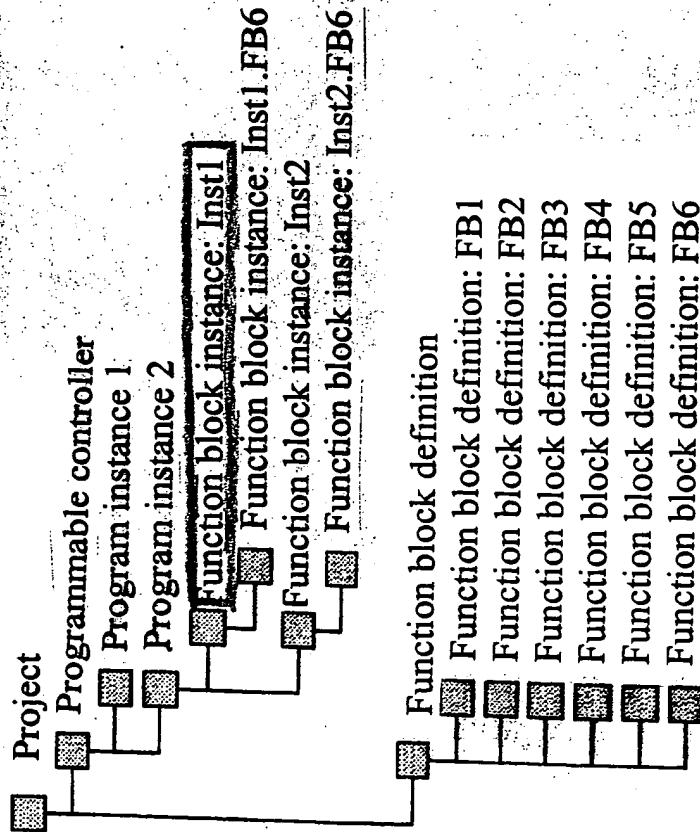 Project
Programmable controller
Program instance 1
Program instance 2
Function block instance: Inst1
Function block instance: Inst1.FB6
Function block instance: Inst2
Function block instance: Inst2.FB6
Function block definition
Function block definition: FB1
Function block definition: FB2
Function block definition: FB3
Function block definition: FB4
Function block definition: FB5
Function block definition: FB6